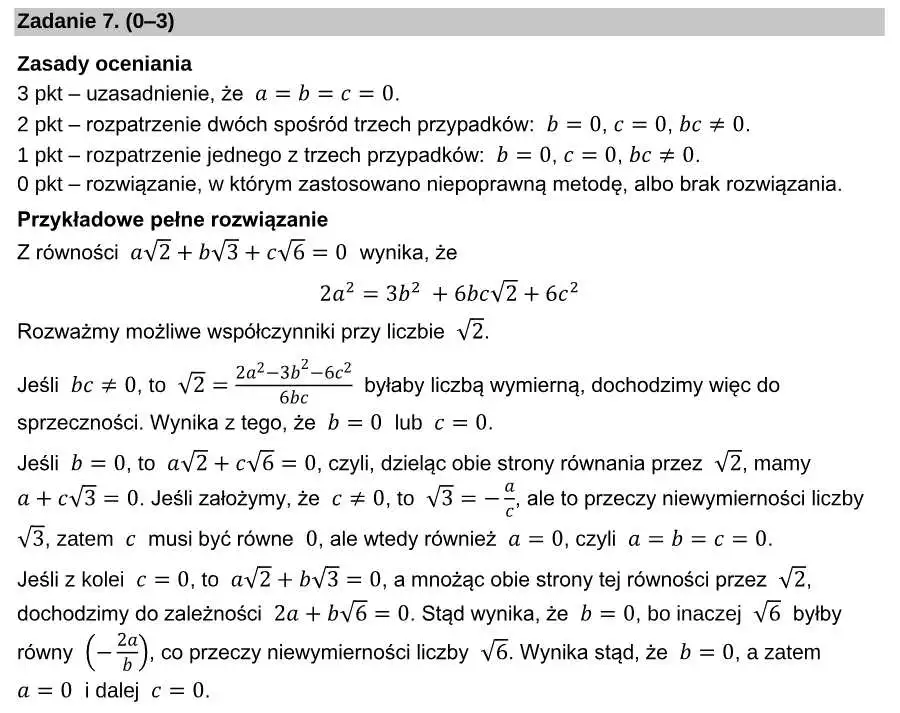 Zadanie 7. (0–3)
Zasady oceniania
3 pkt – uzasadnienie, że a = b = c = 0.
2 pkt – rozpatrzenie dwóch spośród trzech przypadków: b = 0, c = 0, bc ≠ 0.
1 pkt – rozpatrzenie jednego z trzech przypadków: b = 0, c = 0, bc ≠ 0.
0 pkt – rozwiązanie, w którym zastosowano niepoprawną metodę, albo brak rozwiązania.
Przykładowe pełne rozwiązanie
Z równości a√2 + b√3 + c√6 = 0 wynika, że
2a² = 3b² + 6bc√2 + 6c²
Rozważmy możliwe współczynniki przy liczbie √2.
Jeśli bc ≠ 0, to √2 = (2a²−3b²−6c²)/(6bc) byłaby liczbą wymierną, dochodzimy więc do
sprzeczności. Wynika z tego, że b = 0 lub c = 0.
Jeśli b = 0, to a√2 + c√6 = 0, czyli, dzieląc obie strony równania przez √2, mamy
a + c√3 = 0. Jeśli założymy, że c ≠ 0, to √3 = −a/c, ale to przeczy niewymierności liczby
√3, zatem c musi być równe 0, ale wtedy również a = 0, czyli a = b = c = 0.
Jeśli z kolei c = 0, to a√2 + b√3 = 0, a mnożąc obie strony tej równości przez √2,
dochodzimy do zależności 2a + b√6 = 0. Stąd wynika, że b = 0, bo inaczej √6 byłby
równy (−2a/b), co przeczy niewymierności liczby √6. Wynika stąd, że b = 0, a zatem
a = 0 i dalej c = 0.